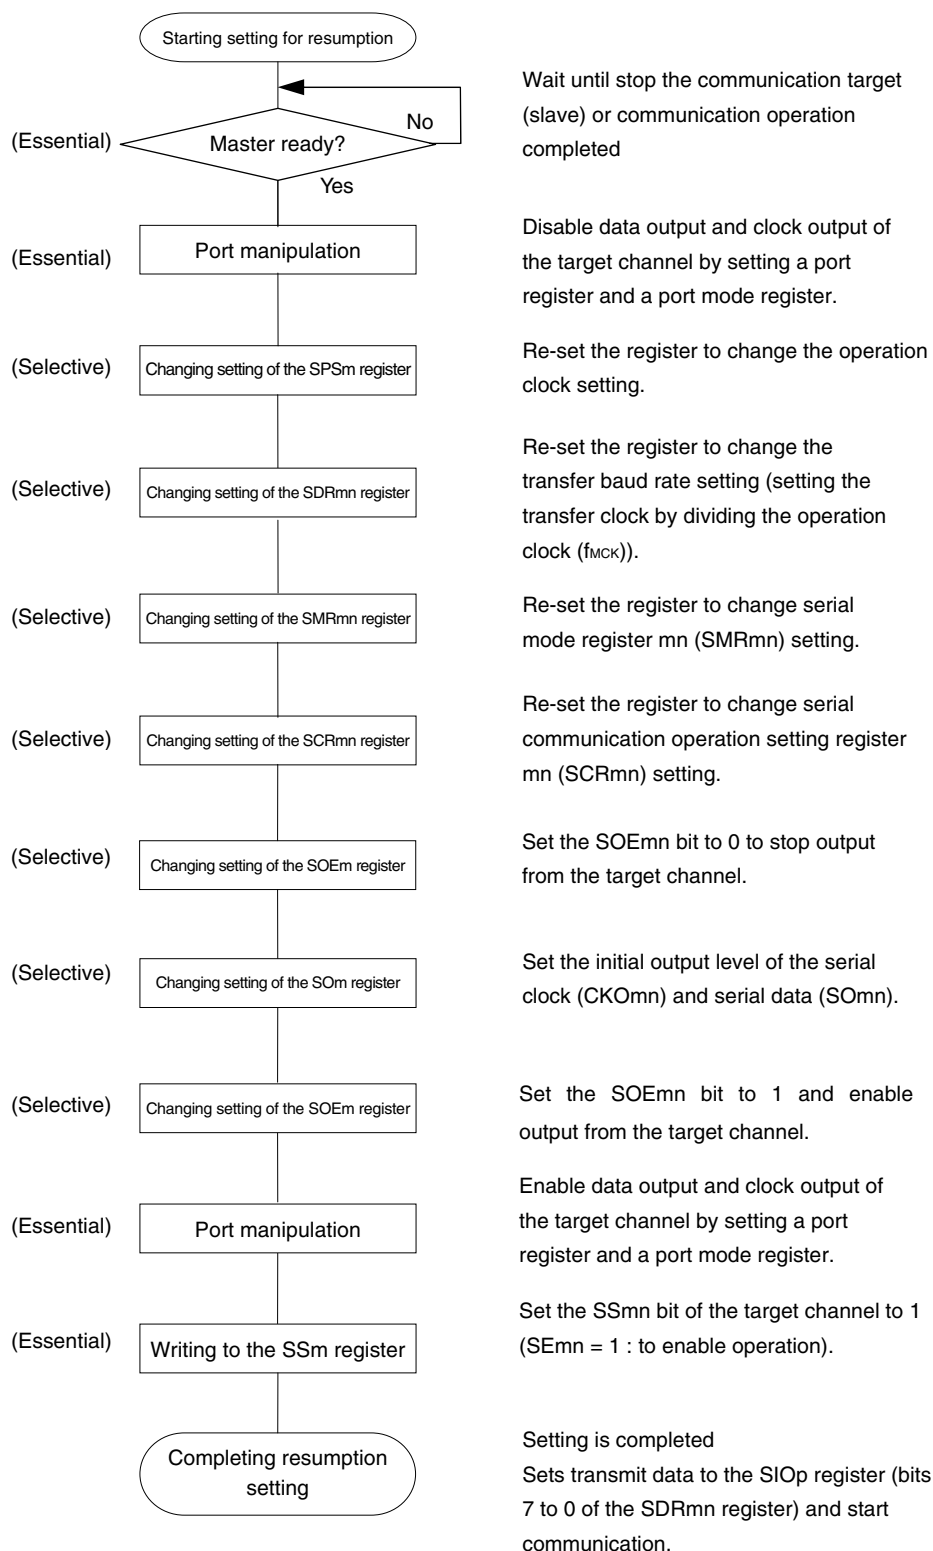 Starting setting for resumption
Wait until stop the communication target
(slave) or communication operation
completed
(Essential)
Master ready?
No
Yes
(Essential)
Port manipulation
Disable data output and clock output of
the target channel by setting a port
register and a port mode register.
(Selective)
Changing setting of the SPSm register
Re-set the register to change the operation
clock setting.
(Selective)
Changing setting of the SDRmn register
Re-set the register to change the
transfer baud rate setting (setting the
transfer clock by dividing the operation
clock (fMCK)).
(Selective)
Changing setting of the SMRmn register
Re-set the register to change serial
mode register mn (SMRmn) setting.
(Selective)
Changing setting of the SCRmn register
Re-set the register to change serial
communication operation setting register
mn (SCRmn) setting.
(Selective)
Changing setting of the SOEm register
Set the SOEmn bit to 0 to stop output
from the target channel.
(Selective)
Changing setting of the SOm register
Set the initial output level of the serial
clock (CKOmn) and serial data (SOmn).
(Selective)
Changing setting of the SOEm register
Set the SOEmn bit to 1 and enable
output from the target channel.
(Essential)
Port manipulation
Enable data output and clock output of
the target channel by setting a port
register and a port mode register.
(Essential)
Writing to the SSm register
Set the SSmn bit of the target channel to 1
(SEmn = 1 : to enable operation).
Completing resumption
setting
Setting is completed
Sets transmit data to the SIOp register (bits
7 to 0 of the SDRmn register) and start
communication.